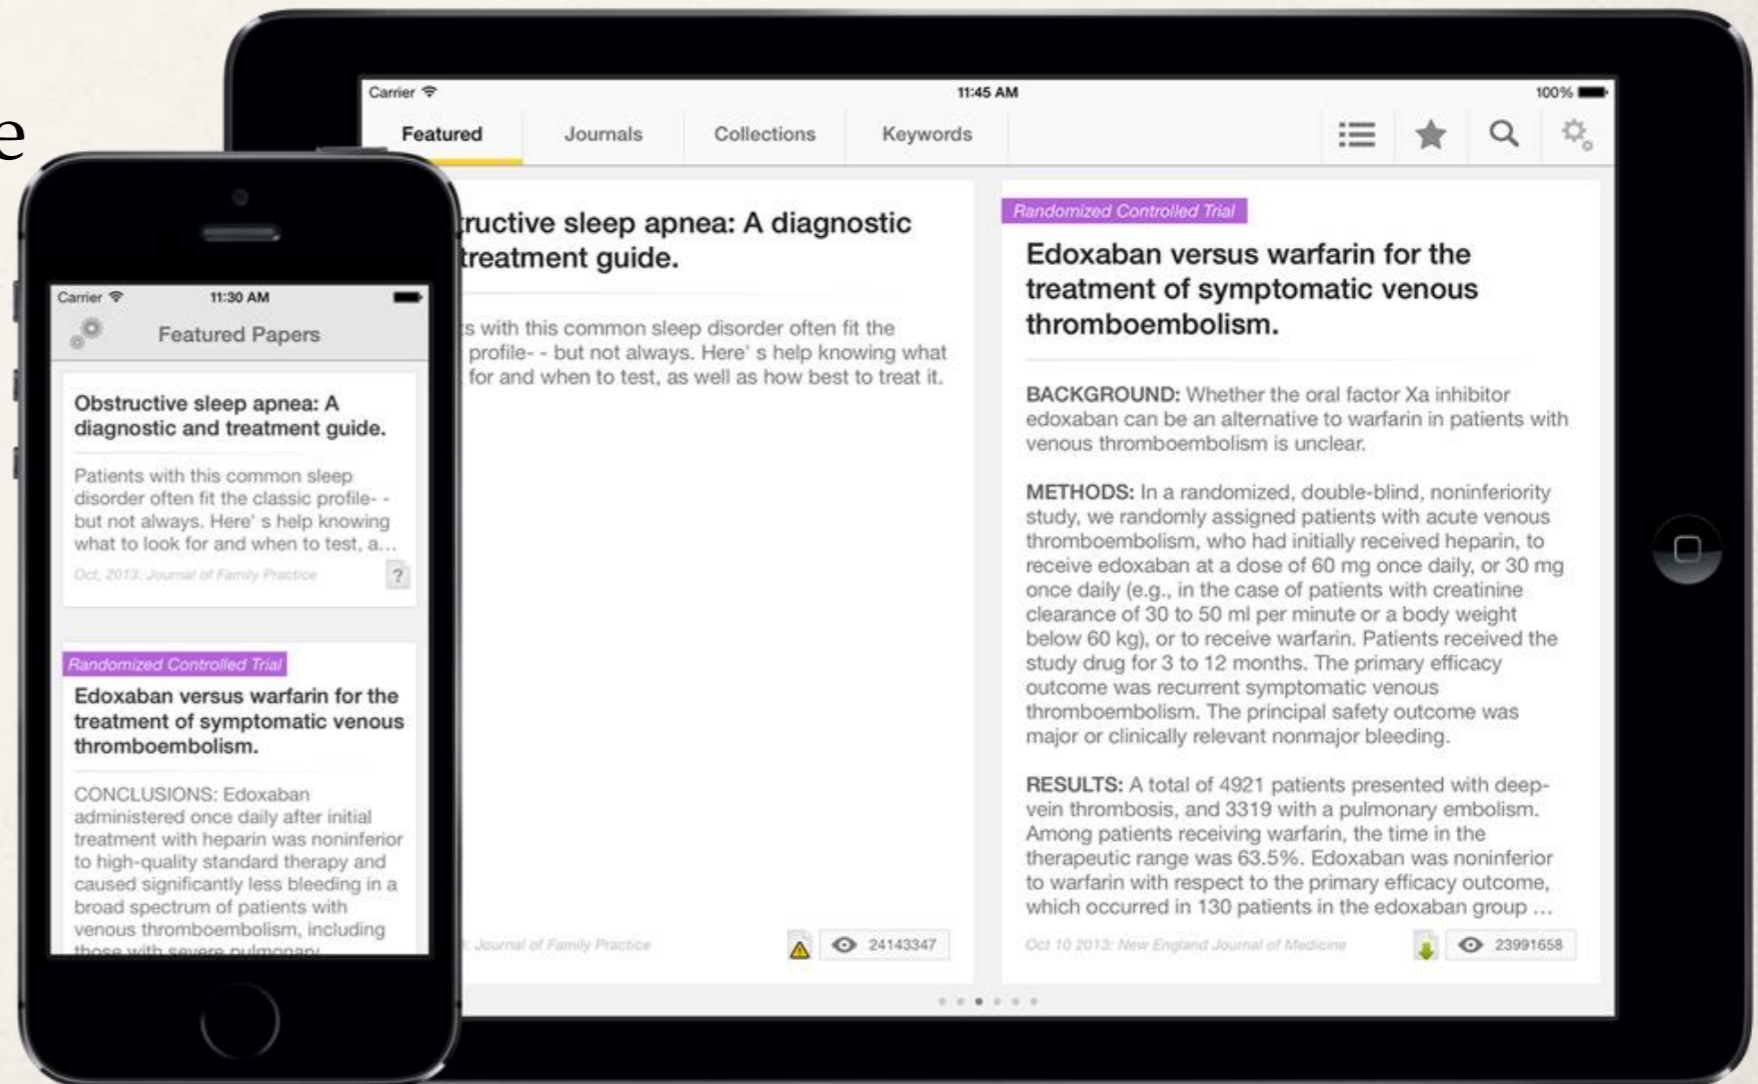 e
Carrier
11:45 AM
100%
Featured
Journals
Collections
Keywords
tructive sleep apnea: A diagnostic
treatment guide.
s with this common sleep disorder often fit the
profile- - but not always. Here' s help knowing what
for and when to test, as well as how best to treat it.
: Journal of Family Practice
24143347
Randomized Controlled Trial
Edoxaban versus warfarin for the
treatment of symptomatic venous
thromboembolism.
BACKGROUND: Whether the oral factor Xa inhibitor
edoxaban can be an alternative to warfarin in patients with
venous thromboembolism is unclear.
METHODS: In a randomized, double-blind, noninferiority
study, we randomly assigned patients with acute venous
thromboembolism, who had initially received heparin, to
receive edoxaban at a dose of 60 mg once daily, or 30 mg
once daily (e.g., in the case of patients with creatinine
clearance of 30 to 50 ml per minute or a body weight
below 60 kg), or to receive warfarin. Patients received the
study drug for 3 to 12 months. The primary efficacy
outcome was recurrent symptomatic venous
thromboembolism. The principal safety outcome was
major or clinically relevant nonmajor bleeding.
RESULTS: A total of 4921 patients presented with deep-
vein thrombosis, and 3319 with a pulmonary embolism.
Among patients receiving warfarin, the time in the
therapeutic range was 63.5%. Edoxaban was noninferior
to warfarin with respect to the primary efficacy outcome,
which occurred in 130 patients in the edoxaban group ...
Oct 10 2013: New England Journal of Medicine
23991658
Carrier
11:30 AM
Featured Papers
Obstructive sleep apnea: A
diagnostic and treatment guide.
Patients with this common sleep
disorder often fit the classic profile- -
but not always. Here' s help knowing
what to look for and when to test, a...
Oct, 2013: Journal of Family Practice
?
Randomized Controlled Trial
Edoxaban versus warfarin for the
treatment of symptomatic venous
thromboembolism.
CONCLUSIONS: Edoxaban
administered once daily after initial
treatment with heparin was noninferior
to high-quality standard therapy and
caused significantly less bleeding in a
broad spectrum of patients with
venous thromboembolism, including
those with severe pulmonary